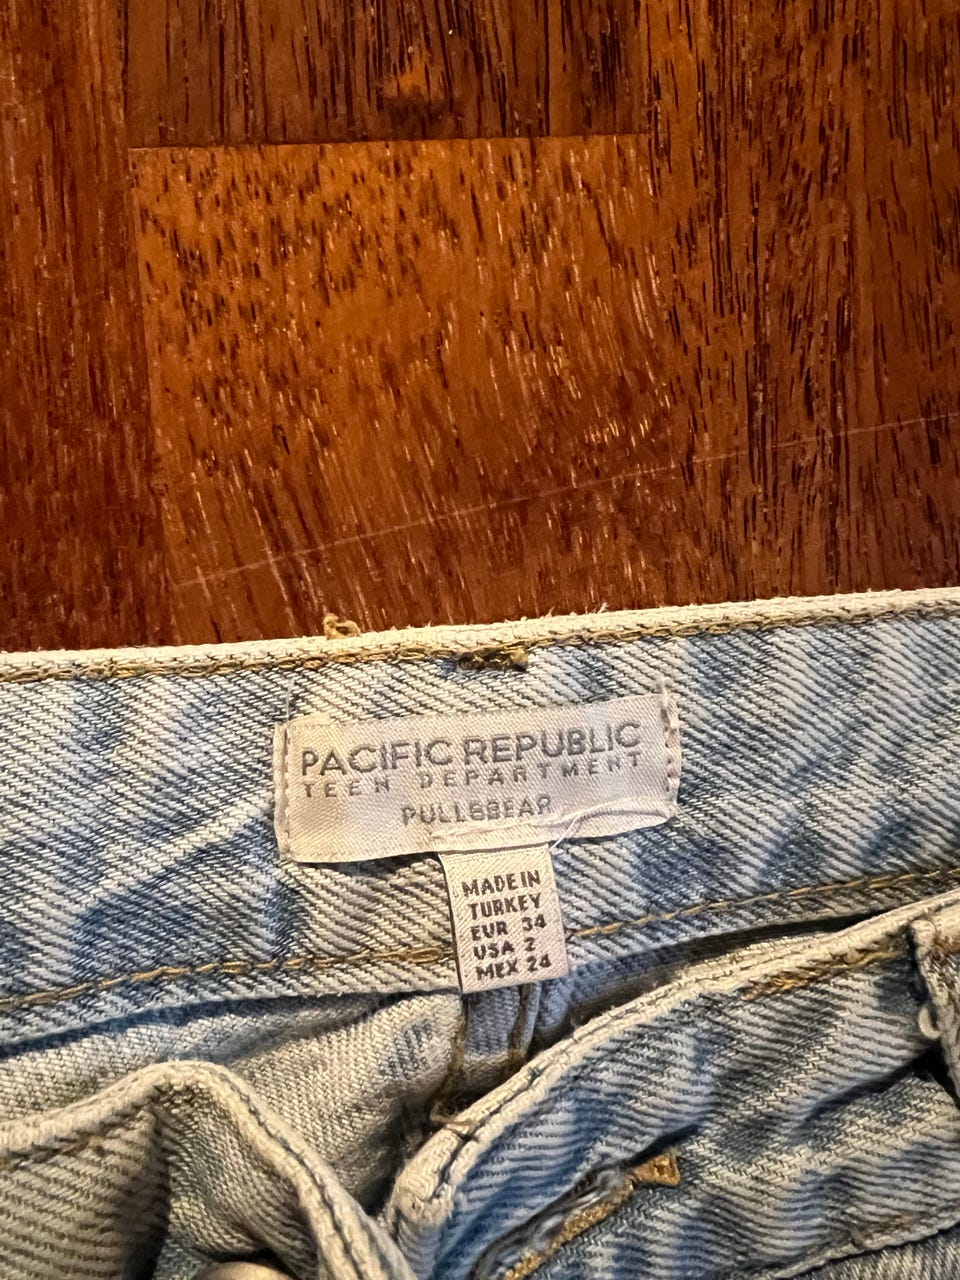 PACIFIC REPUBLIC
TEEN DEPARTMENT
PULL&BEAR
MADE IN
TURKEY
EUR 34
USA 2
MEX 24